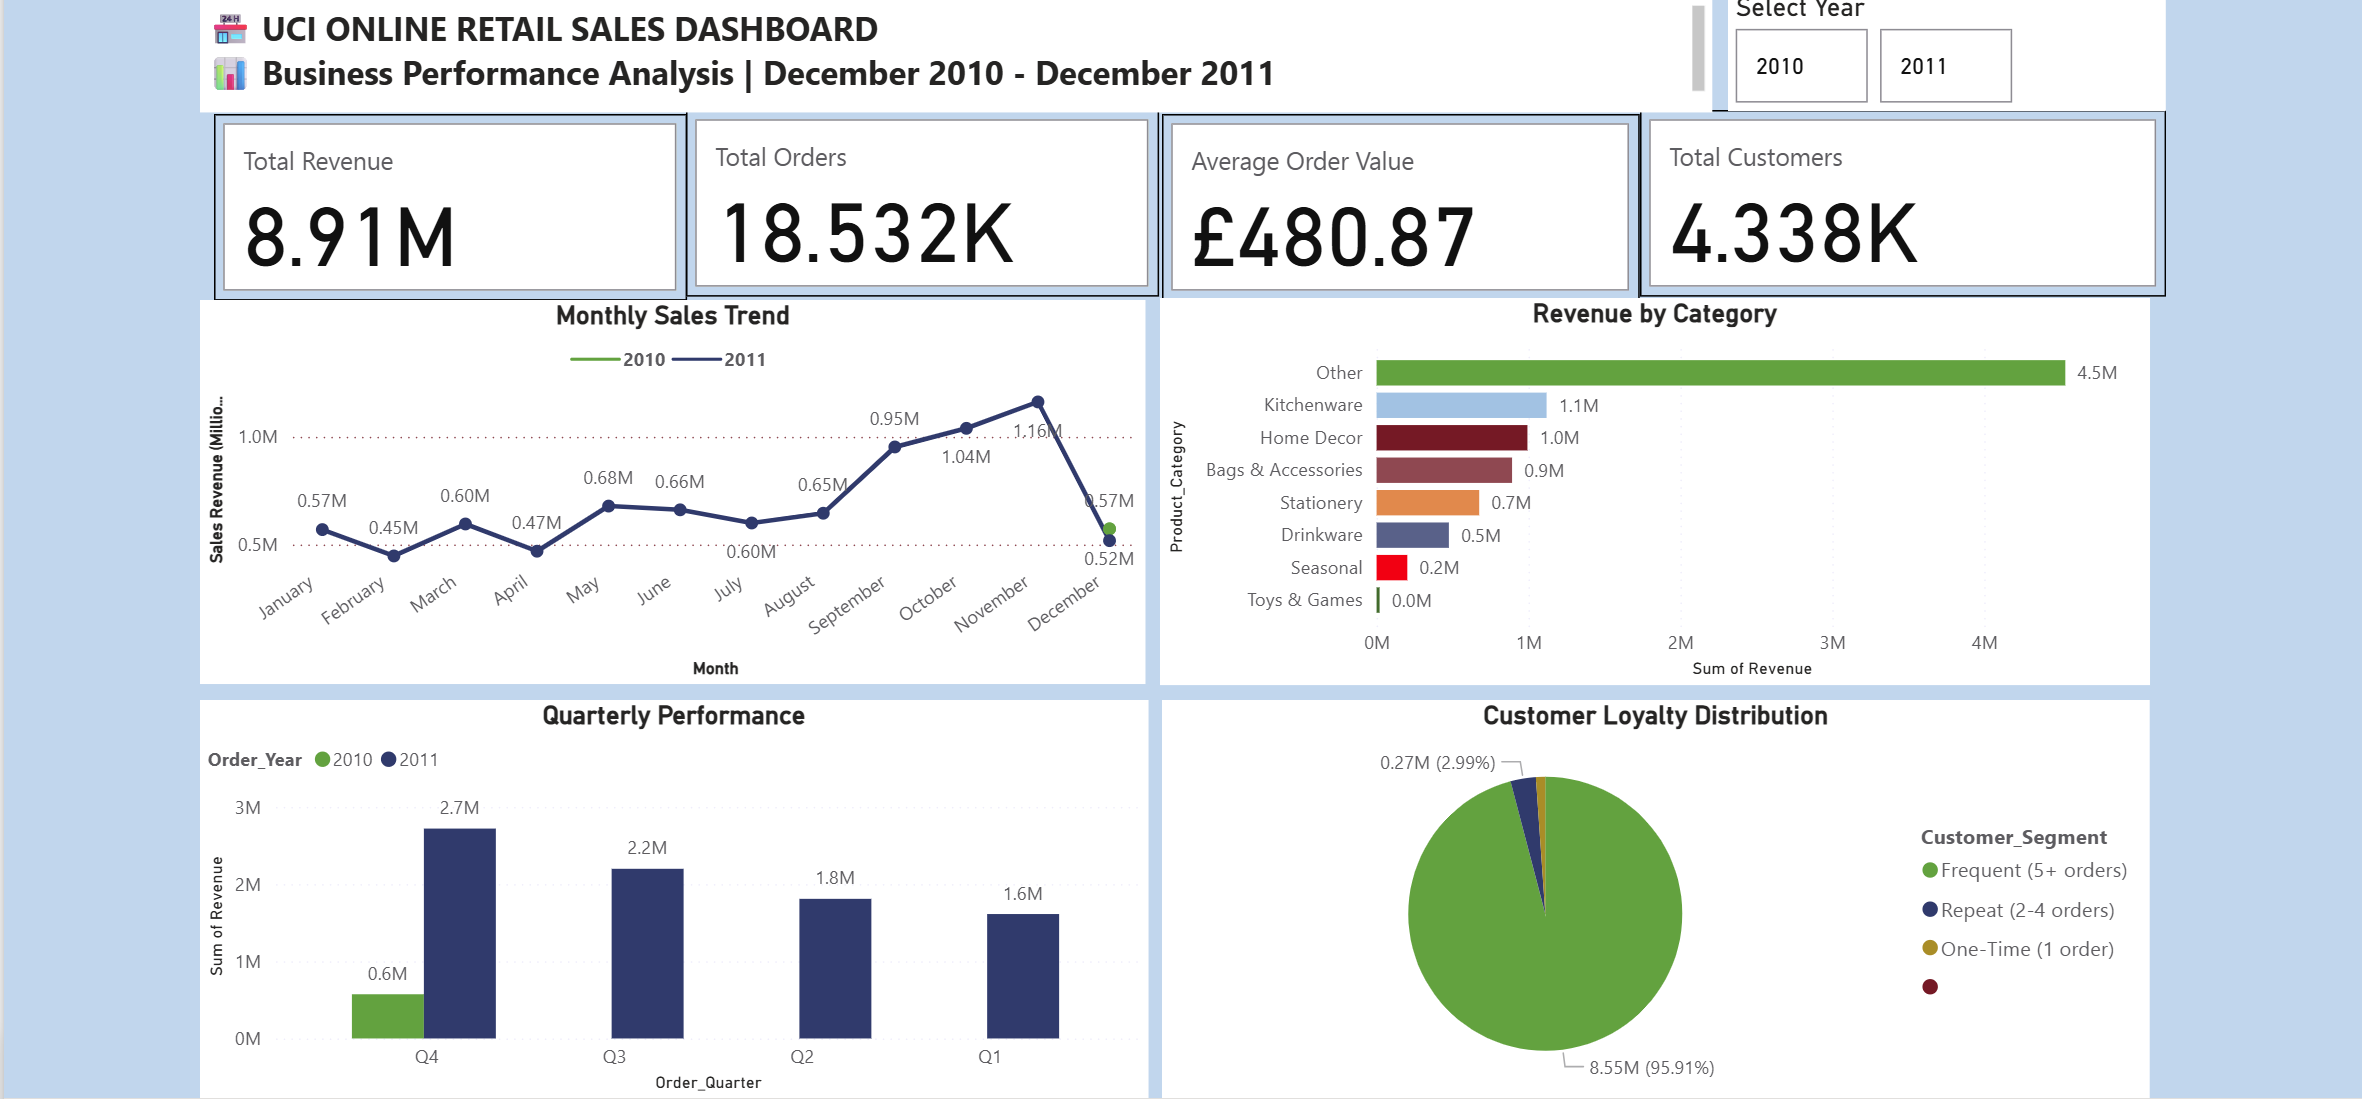 UCI ONLINE RETAIL SALES DASHBOARD
Business Performance Analysis | December 2010 - December 2011
Select Year
2010
2011
Total Revenue
8.91M
Total Orders
18.532K
Average Order Value
£480.87
Total Customers
4.338K
Monthly Sales Trend
2010 2011
Sales Revenue (Millio...
1.0M
0.5M
0.57M
0.45M
0.60M
0.47M
0.68M
0.66M
0.60M
0.65M
0.95M
1.04M
1.16M
0.57M
0.52M
January
February
March
April
May
June
July
August
September
October
November
December
Month
Revenue by Category
Product_Category
Other 4.5M
Kitchenware 1.1M
Home Decor 1.0M
Bags & Accessories 0.9M
Stationery 0.7M
Drinkware 0.5M
Seasonal 0.2M
Toys & Games 0.0M
0M 1M 2M 3M 4M
Sum of Revenue
Quarterly Performance
Order_Year 2010 2011
Sum of Revenue
3M
2M
1M
0M
0.6M
2.7M
2.2M
1.8M
1.6M
Q4 Q3 Q2 Q1
Order_Quarter
Customer Loyalty Distribution
0.27M (2.99%)
8.55M (95.91%)
Customer_Segment
Frequent (5+ orders)
Repeat (2-4 orders)
One-Time (1 order)